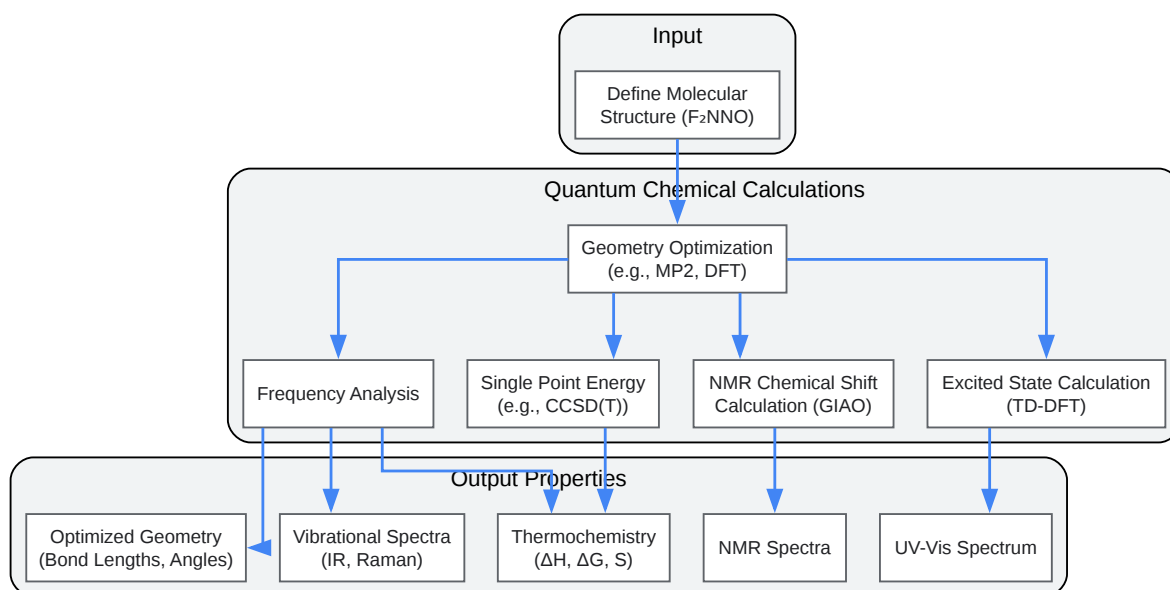 Input
Define Molecular
Structure (F₂NNO)
Quantum Chemical Calculations
Geometry Optimization
(e.g., MP2, DFT)
Frequency Analysis
Single Point Energy
(e.g., CCSD(T))
NMR Chemical Shift
Calculation (GIAO)
Excited State Calculation
(TD-DFT)
Output Properties
Optimized Geometry
(Bond Lengths, Angles)
Vibrational Spectra
(IR, Raman)
Thermochemistry
(ΔH, ΔG, S)
NMR Spectra
UV-Vis Spectrum